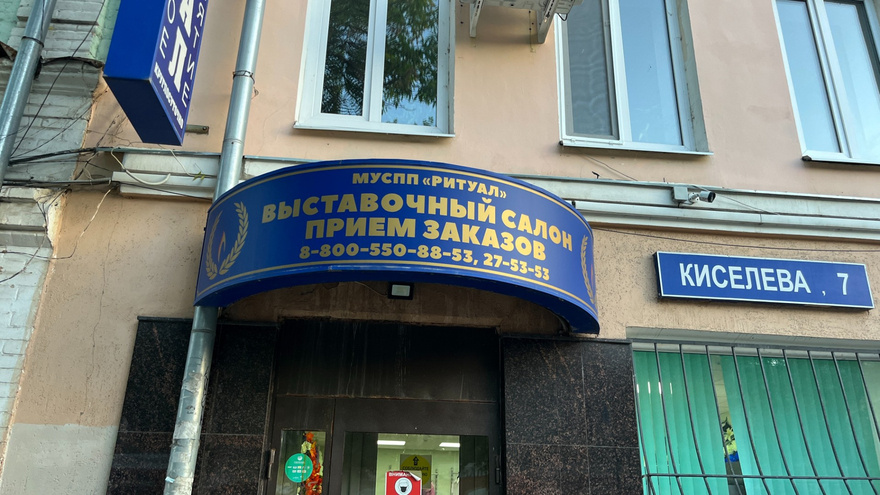 МУСПП «РИТУАЛ»
ВЫСТАВОЧНЫЙ САЛОН
ПРИЕМ ЗАКАЗОВ
8-800-550-88-53, 27-53-53
КИСЕЛЕВА , 7